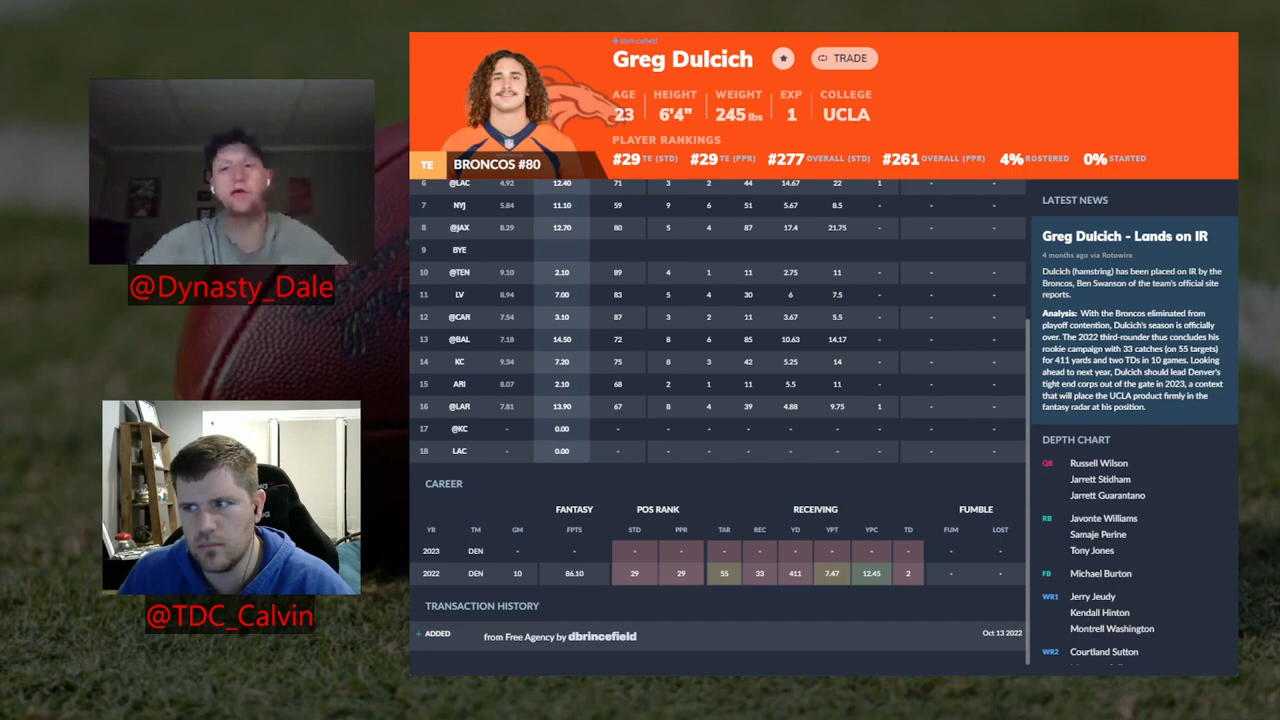 @Dynasty_Dale
@TDC_Calvin
dbrincefield
Greg Dulcich
TRADE
AGE HEIGHT WEIGHT EXP COLLEGE
23 6'4" 245 lbs 1 UCLA
PLAYER RANKINGS
#29 TE (STD) #29 TE (PPR) #277 OVERALL (STD) #261 OVERALL (PPR) 4% ROSTERED 0% STARTED
TE BRONCOS #80
6 @LAC 4.92 12.40 71 3 2 44 14.67 22 1 - -
7 NYJ 5.84 11.10 59 9 6 51 5.67 8.5 - - -
8 @JAX 8.29 12.70 80 5 4 87 17.4 21.75 - - -
9 BYE
10 @TEN 9.10 2.10 89 4 1 11 2.75 11 - - -
11 LV 8.94 7.00 83 5 4 30 6 7.5 - - -
12 @CAR 7.54 3.10 87 3 2 11 3.67 5.5 - - -
13 @BAL 7.18 14.50 72 8 6 85 10.63 14.17 - - -
14 KC 9.34 7.20 75 8 3 42 5.25 14 - - -
15 ARI 8.07 2.10 68 2 1 11 5.5 11 - - -
16 @LAR 7.81 13.90 67 8 4 39 4.88 9.75 1 - -
17 @KC - 0.00 - - - - - - - - -
18 LAC - 0.00 - - - - - - - - -
CAREER
FANTASY POS RANK RECEIVING FUMBLE
YR TM GM FPTS STD PPR TAR REC YD YPT YPC TD FUM LOST
2023 DEN - - - - - - - - - - - -
2022 DEN 10 86.10 29 29 55 33 411 7.47 12.45 2 - -
TRANSACTION HISTORY
+ ADDED from Free Agency by dbrincefield Oct 13 2022
LATEST NEWS
Greg Dulcich - Lands on IR
4 months ago via Rotowire
Dulcich (hamstring) has been placed on IR by the
Broncos, Ben Swanson of the team's official site
reports.
Analysis: With the Broncos eliminated from
playoff contention, Dulcich's season is officially
over. The 2022 third-rounder thus concludes his
rookie campaign with 33 catches (on 55 targets)
for 411 yards and two TDs in 10 games. Looking
ahead to next year, Dulcich should lead Denver's
tight end corps out of the gate in 2023, a context
that will place the UCLA product firmly in the
fantasy radar at his position.
DEPTH CHART
QB Russell Wilson
Jarrett Stidham
Jarrett Guarantano
RB Javonte Williams
Samaje Perine
Tony Jones
FB Michael Burton
WR1 Jerry Jeudy
Kendall Hinton
Montrell Washington
WR2 Courtland Sutton